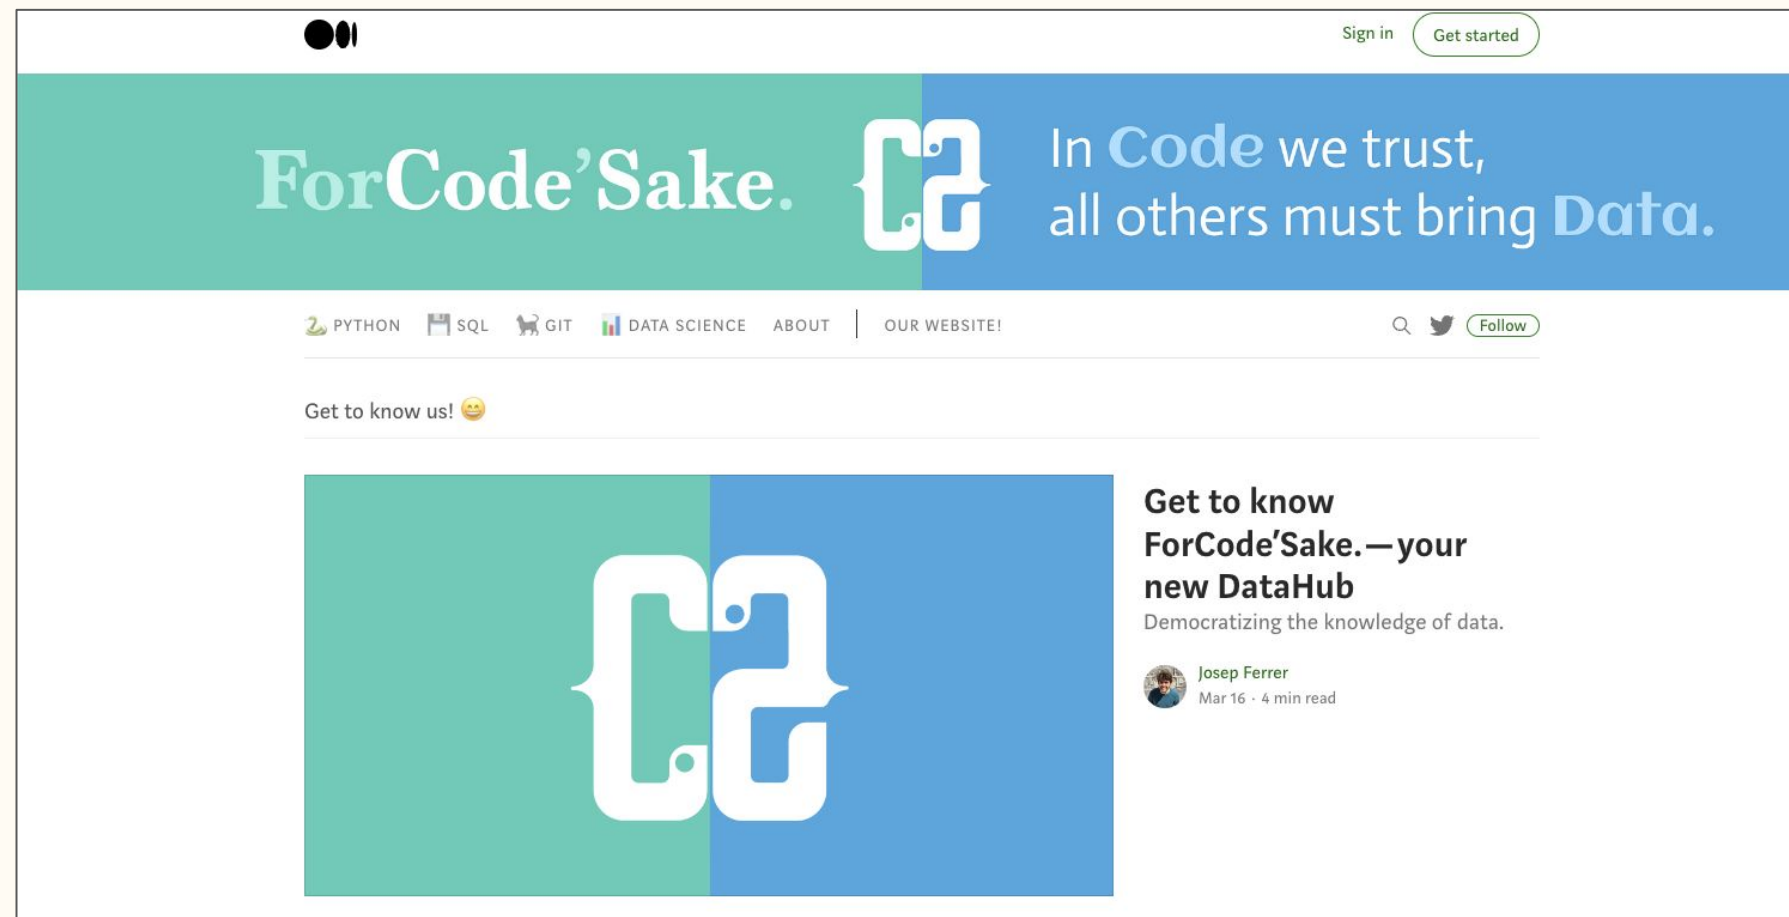 Sign in
Get started
ForCode’Sake.
In Code we trust,
all others must bring Data.
PYTHON SQL GIT DATA SCIENCE ABOUT OUR WEBSITE!
Follow
Get to know us! 😁
Get to know
ForCode’Sake.—your
new DataHub
Democratizing the knowledge of data.
Josep Ferrer
Mar 16 · 4 min read